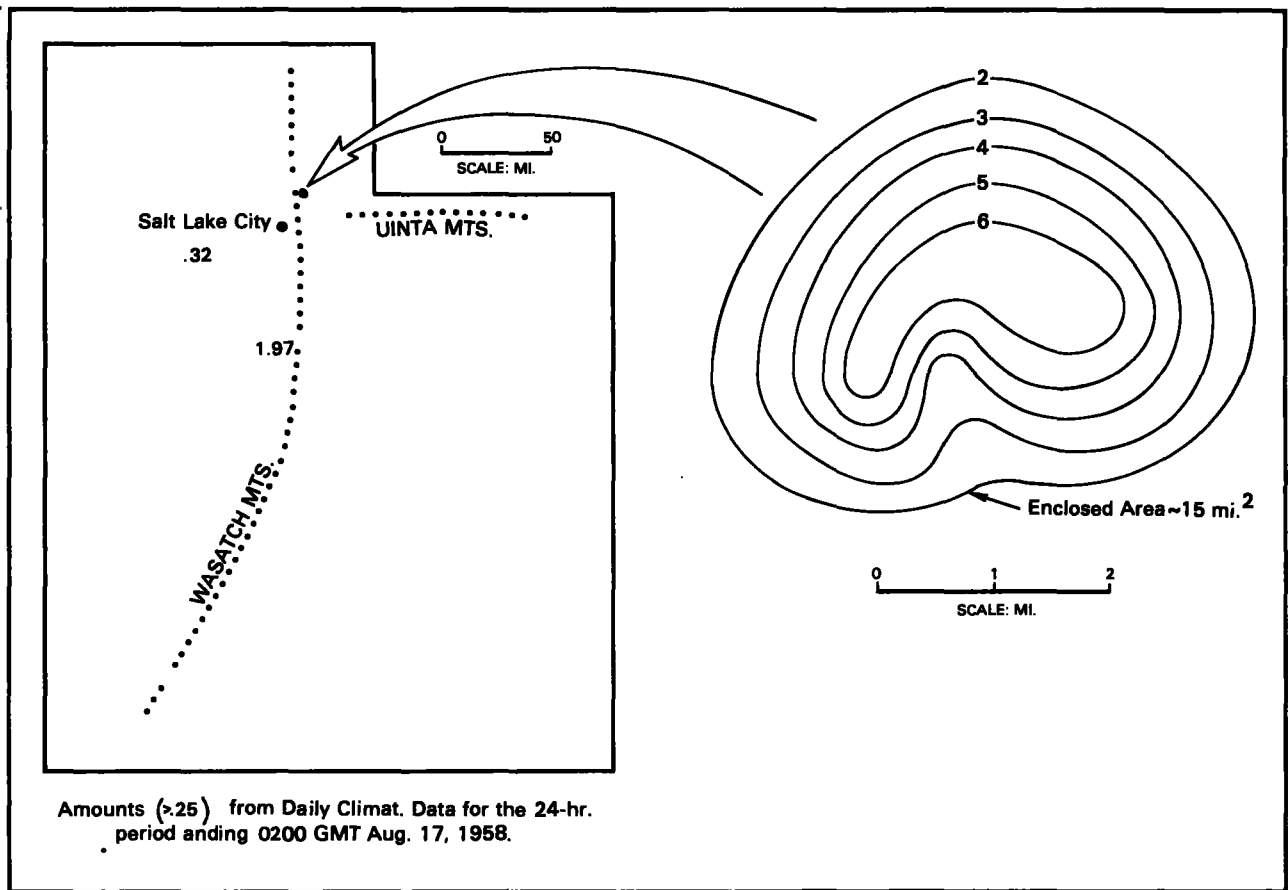 0 50
SCALE: MI.
Salt Lake City
.32
UINTA MTS.
1.97
WASATCH MTS.
2
3
4
5
6
Enclosed Area~15 mi.2
0 1 2
SCALE: MI.
Amounts (>.25) from Daily Climat. Data for the 24-hr.
period anding 0200 GMT Aug. 17, 1958.